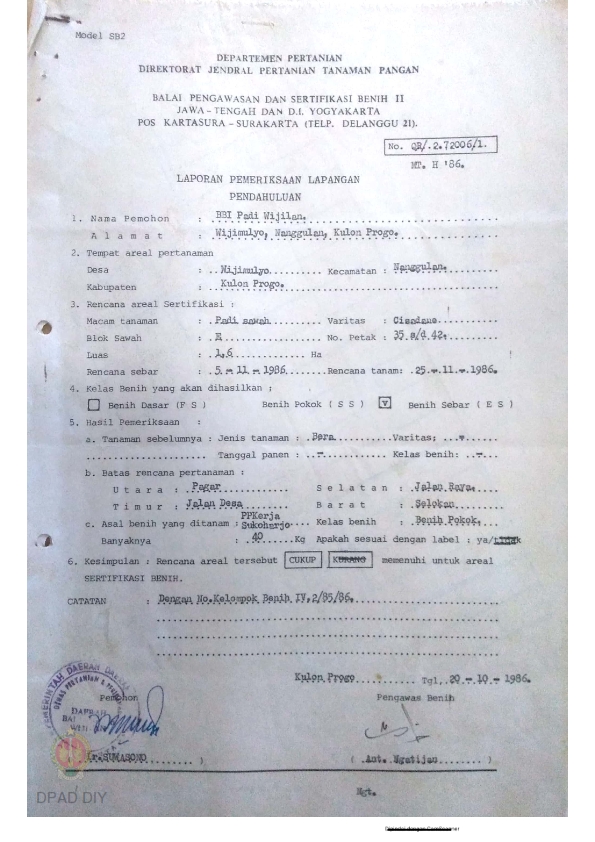 Model SB2
DEPARTEMEN PERTANIAN
DIREKTORAT JENDRAL PERTANIAN TANAMAN PANGAN
BALAI PENGAWASAN DAN SERTIFIKASI BENIH II
JAWA - TENGAH DAN D.I. YOGYAKARTA
POS KARTASURA - SURAKARTA (TELP. DELANGGU 21).
No. QR/.2.72006/1.
MT. H '86.
LAPORAN PEMERIKSAAN LAPANGAN
PENDAHULUAN
1. Nama Pemohon : BBI Padi Wijilan.
A l a m a t : Wijimulyo, Nanggulan, Kulon Progo.
2. Tempat areal pertanaman
Desa : Wijimulyo Kecamatan : Nanggulan.
Kabupaten : Kulon Progo.
3. Rencana areal Sertifikasi :
Macam tanaman : Padi sawah Varitas : Cisadane
Blok Sawah : E No. Petak : 35 s/d 42.
Luas : 1,6 Ha
Rencana sebar : 5 - 11 - 1986 Rencana tanam : 25 - 11 - 1986.
4. Kelas Benih yang akan dihasilkan ;
Benih Dasar (F S ) Benih Pokok ( S S ) V Benih Sebar ( E S )
5. Hasil Pemeriksaan :
a. Tanaman sebelumnya : Jenis tanaman : Bera Varitas; -
Tanggal panen : - Kelas benih: -
b. Batas rencana pertanaman :
U t a r a : Pagar S e l a t a n : Jalan Raya.
T i m u r : Jalan Desa B a r a t : Selokan
c. Asal benih yang ditanam : PPKerja Sukoharjo Kelas benih : Benih Pokok.
Banyaknya : 40 Kg Apakah sesuai dengan label : ya/tidak
6. Kesimpulan : Rencana areal tersebut CUKUP KURANG memenuhi untuk areal
SERTIFIKASI BENIH.
CATATAN : Dengan No.Kelompok Benih IV.2/85/86.
Kulon Progo Tgl, 20 - 10 - 1986.
Pemohon Pengawas Benih
PEMERINTAH DAERAH
DINAS PERTANIAN
( Ir.SUMASONO ) ( Ant. Ngatijan )
Ngt.
DPAD DIY